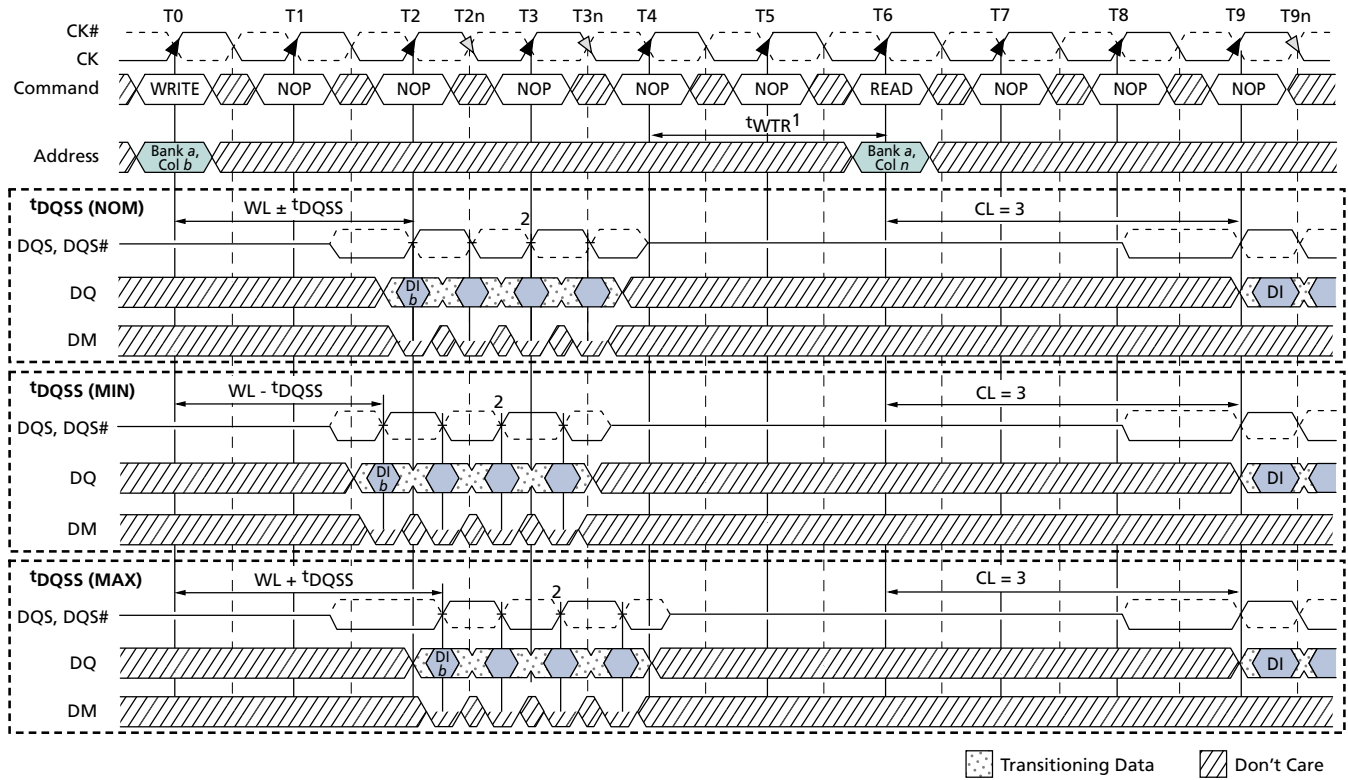 T0 T1 T2 T2n T3 T3n T4 T5 T6 T7 T8 T9 T9n
CK#
CK
Command WRITE NOP NOP NOP NOP NOP READ NOP NOP NOP
tWTR1
Address Bank a, Col b Bank a, Col n
tDQSS (NOM) WL ± tDQSS 2 CL = 3
DQS, DQS#
DQ DI b DI
DM
tDQSS (MIN) WL - tDQSS 2 CL = 3
DQS, DQS#
DQ DI b DI
DM
tDQSS (MAX) WL + tDQSS 2 CL = 3
DQS, DQS#
DQ DI b DI
DM
Transitioning Data Don't Care